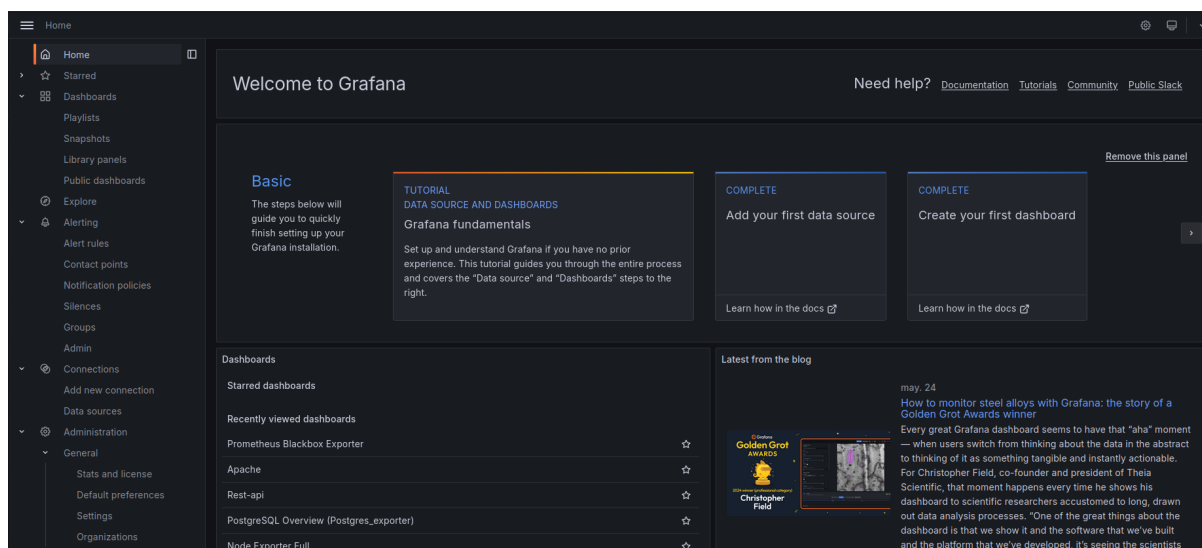 Home
Home
Starred
Dashboards
Playlists
Snapshots
Library panels
Public dashboards
Explore
Alerting
Alert rules
Contact points
Notification policies
Silences
Groups
Admin
Connections
Add new connection
Data sources
Administration
General
Stats and license
Default preferences
Settings
Organizations
Welcome to Grafana
Need help? Documentation Tutorials Community Public Slack
Remove this panel
Basic
The steps below will
guide you to quickly
finish setting up your
Grafana installation.
TUTORIAL
DATA SOURCE AND DASHBOARDS
Grafana fundamentals
Set up and understand Grafana if you have no prior
experience. This tutorial guides you through the entire process
and covers the “Data source” and “Dashboards” steps to the
right.
COMPLETE
Add your first data source
Learn how in the docs
COMPLETE
Create your first dashboard
Learn how in the docs
Dashboards
Starred dashboards
Recently viewed dashboards
Prometheus Blackbox Exporter
Apache
Rest-api
PostgreSQL Overview (Postgres_exporter)
Node Exporter Full
Latest from the blog
Grafana
Golden Grot
AWARDS
2024 winner (professional category)
Christopher
Field
may. 24
How to monitor steel alloys with Grafana: the story of a
Golden Grot Awards winner
Every great Grafana dashboard seems to have that “aha” moment
— when users switch from thinking about the data in the abstract
to thinking of it as something tangible and instantly actionable.
For Christopher Field, co-founder and president of Theia
Scientific, that moment happens every time he shows his
dashboard to scientific researchers accustomed to long, drawn
out data analysis processes. “One of the great things about the
dashboard is that we show it and the software that we’ve built
and the platform that we’ve developed, it’s seeing the scientists